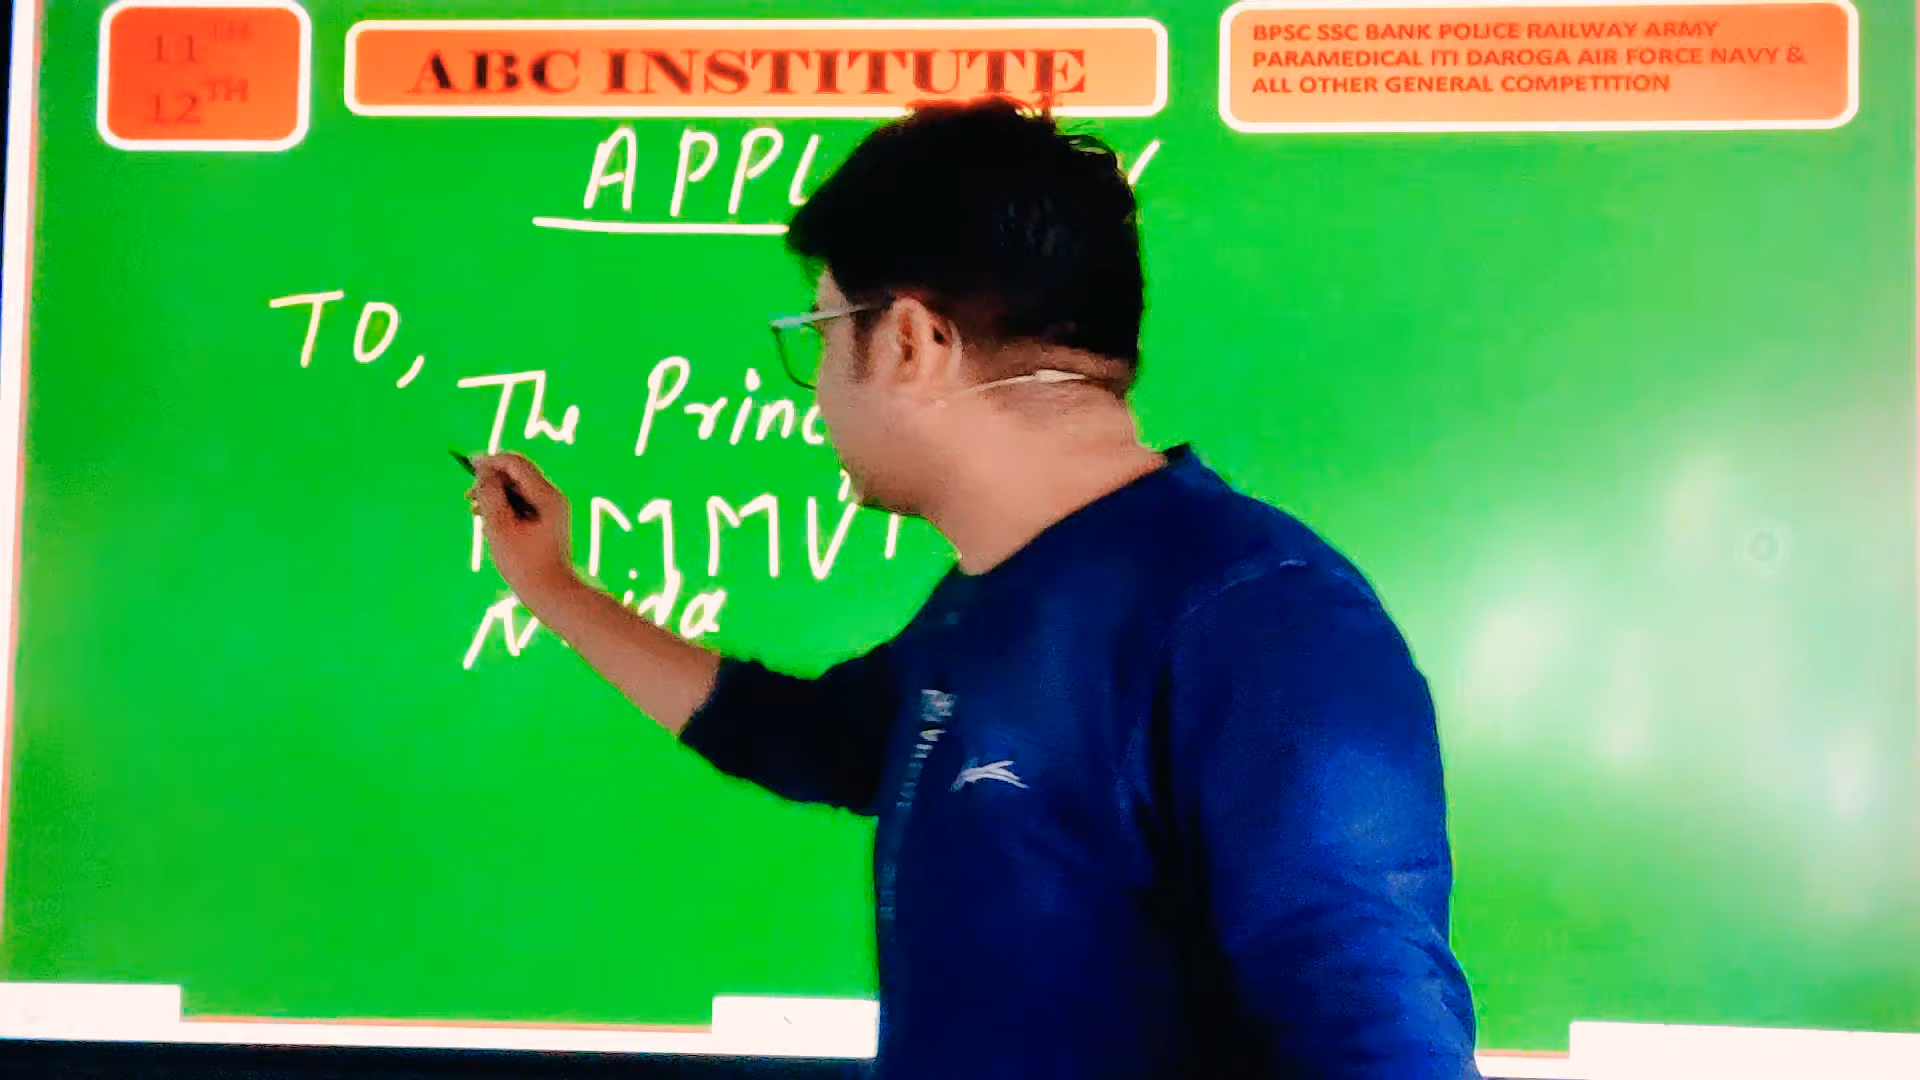 11TH
12TH
ABC INSTITUTE
BPSC SSC BANK POLICE RAILWAY ARMY
PARAMEDICAL ITI DAROGA AIR FORCE NAVY &
ALL OTHER GENERAL COMPETITION
APPL
TO,
The Princ